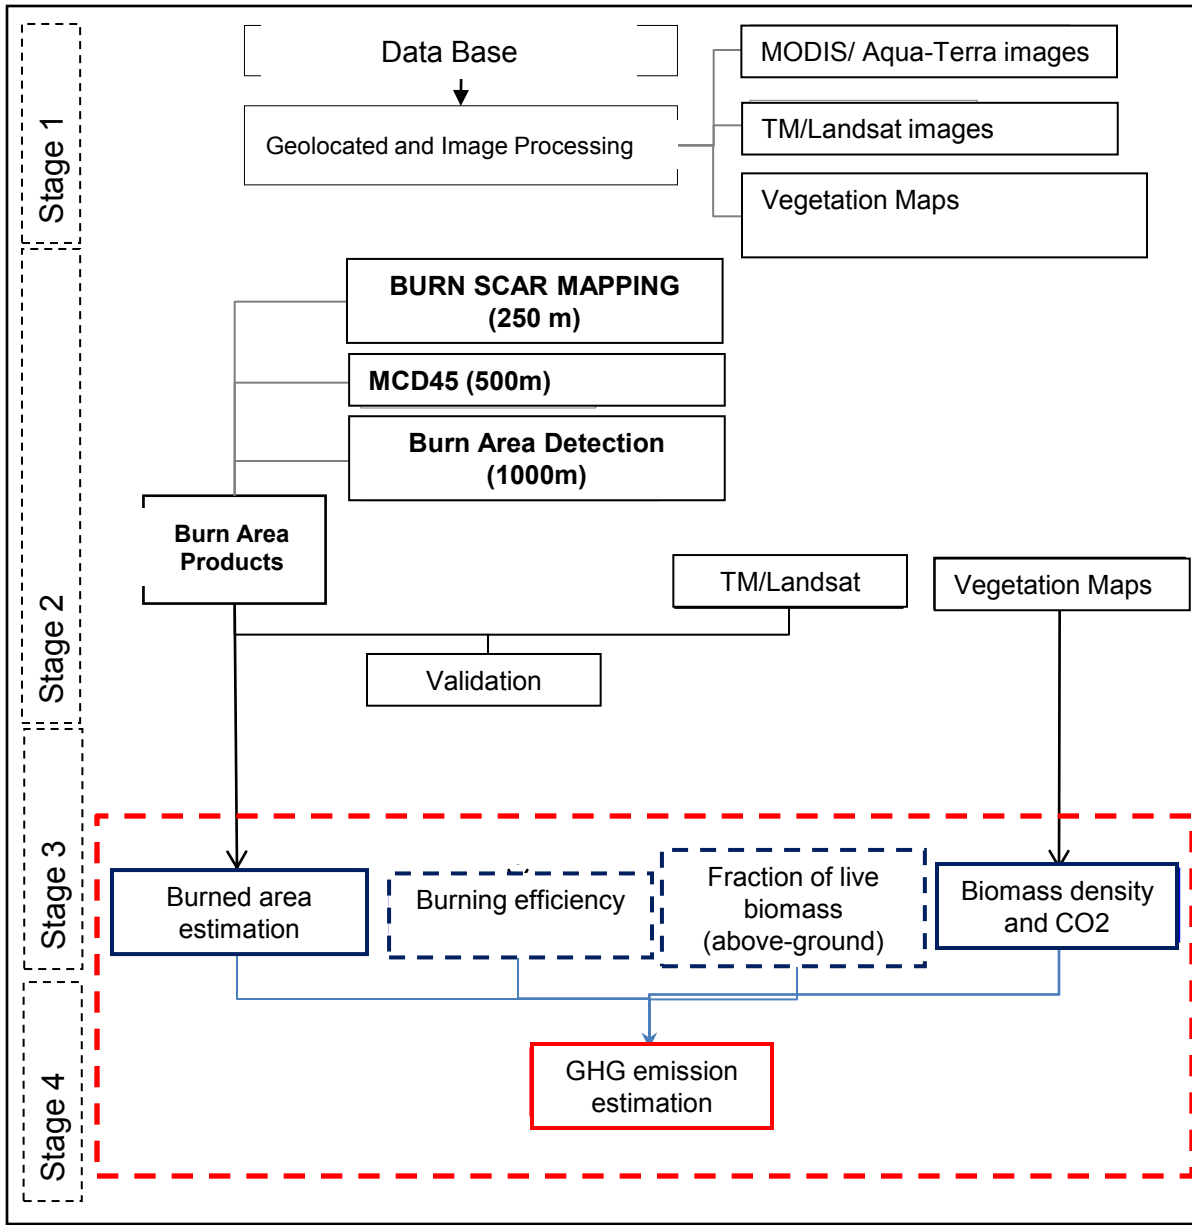 Stage 1
Data Base
Geolocated and Image Processing
MODIS/ Aqua-Terra images
TM/Landsat images
Vegetation Maps
Stage 2
BURN SCAR MAPPING
(250 m)
MCD45 (500m)
Burn Area Detection
(1000m)
Burn Area
Products
TM/Landsat
Vegetation Maps
Validation
Stage 3
Burned area
estimation
Burning efficiency
Fraction of live
biomass
(above-ground)
Biomass density
and CO2
Stage 4
GHG emission
estimation